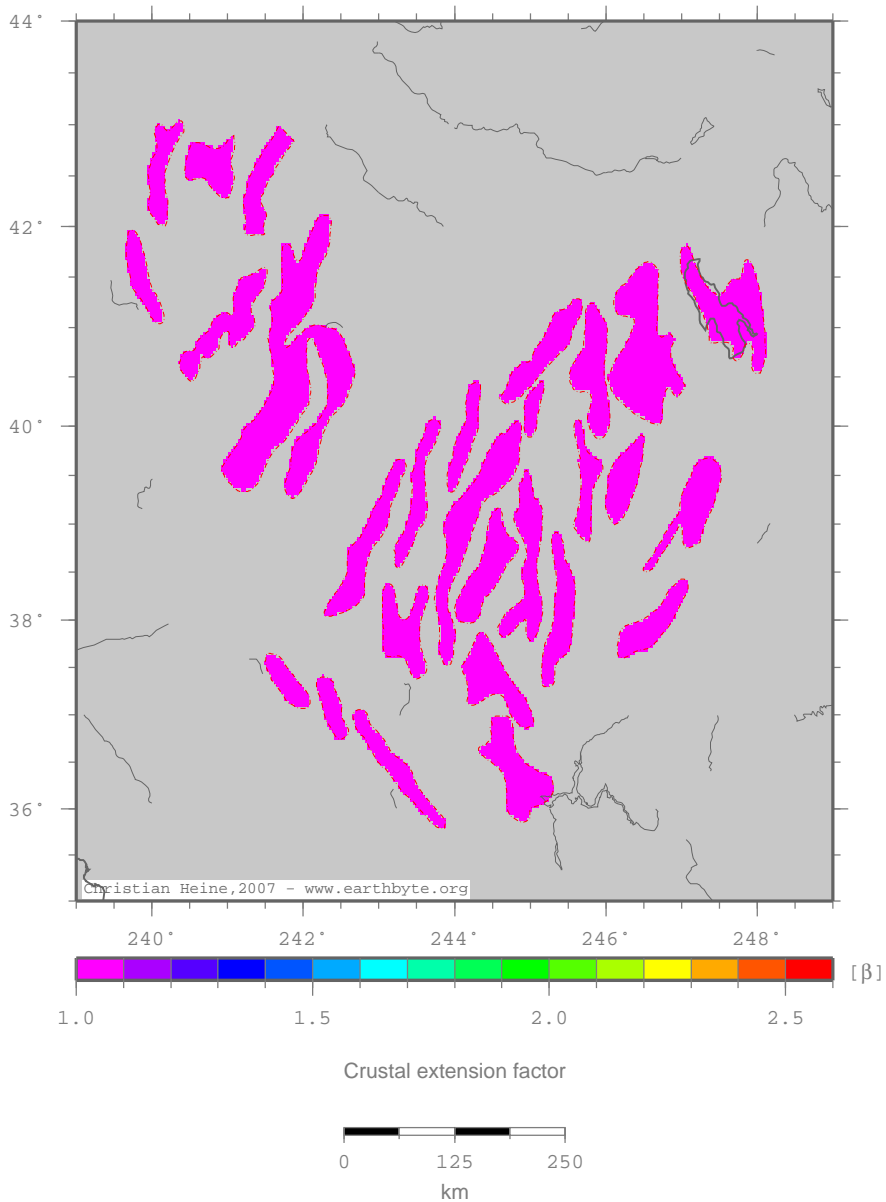 44°
42°
40°
38°
36°
Christian Heine,2007 - www.earthbyte.org
240° 242° 244° 246° 248°
[β]
1.0 1.5 2.0 2.5
Crustal extension factor
0 125 250
km